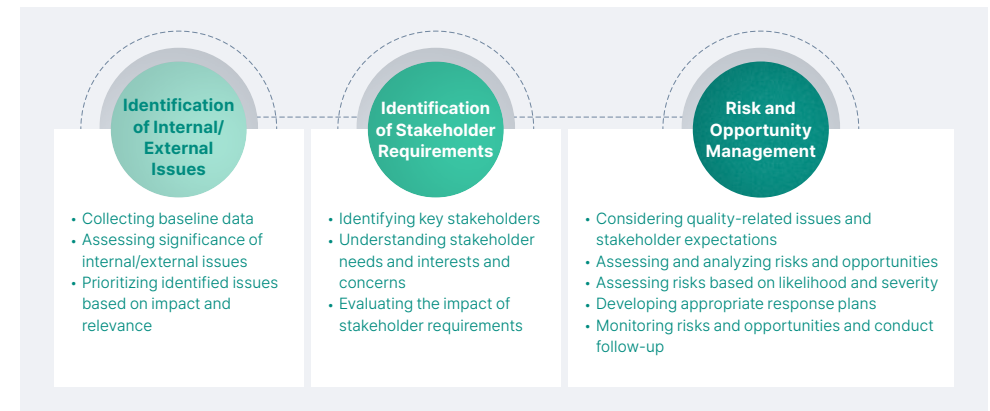 Identification
of Internal/
External
Issues
• Collecting baseline data
• Assessing significance of
internal/external issues
• Prioritizing identified issues
based on impact and
relevance
Identification
of Stakeholder
Requirements
• Identifying key stakeholders
• Understanding stakeholder
needs and interests and
concerns
• Evaluating the impact of
stakeholder requirements
Risk and
Opportunity
Management
• Considering quality-related issues and
stakeholder expectations
• Assessing and analyzing risks and opportunities
• Assessing risks based on likelihood and severity
• Developing appropriate response plans
• Monitoring risks and opportunities and conduct
follow-up